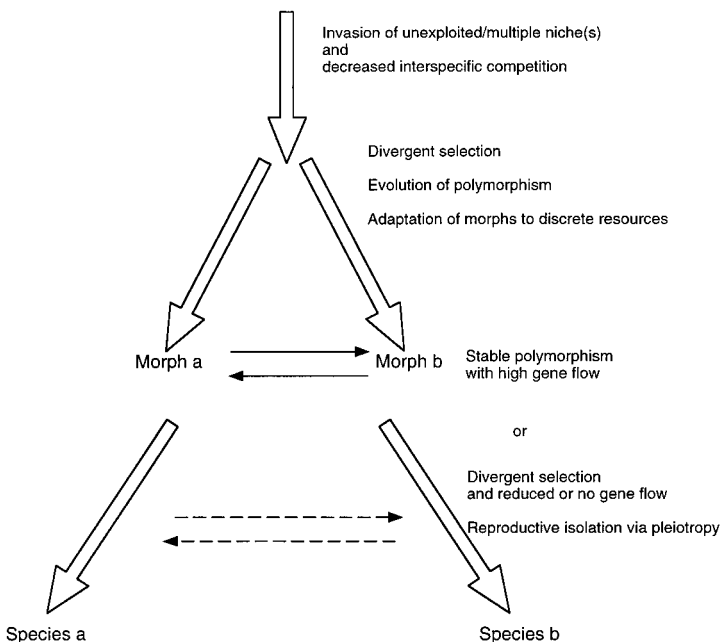 Invasion of unexploited/multiple niche(s)
and
decreased interspecific competition
Divergent selection
Evolution of polymorphism
Adaptation of morphs to discrete resources
Morph a
Morph b
Stable polymorphism
with high gene flow
or
Divergent selection
and reduced or no gene flow
Reproductive isolation via pleiotropy
Species a
Species b